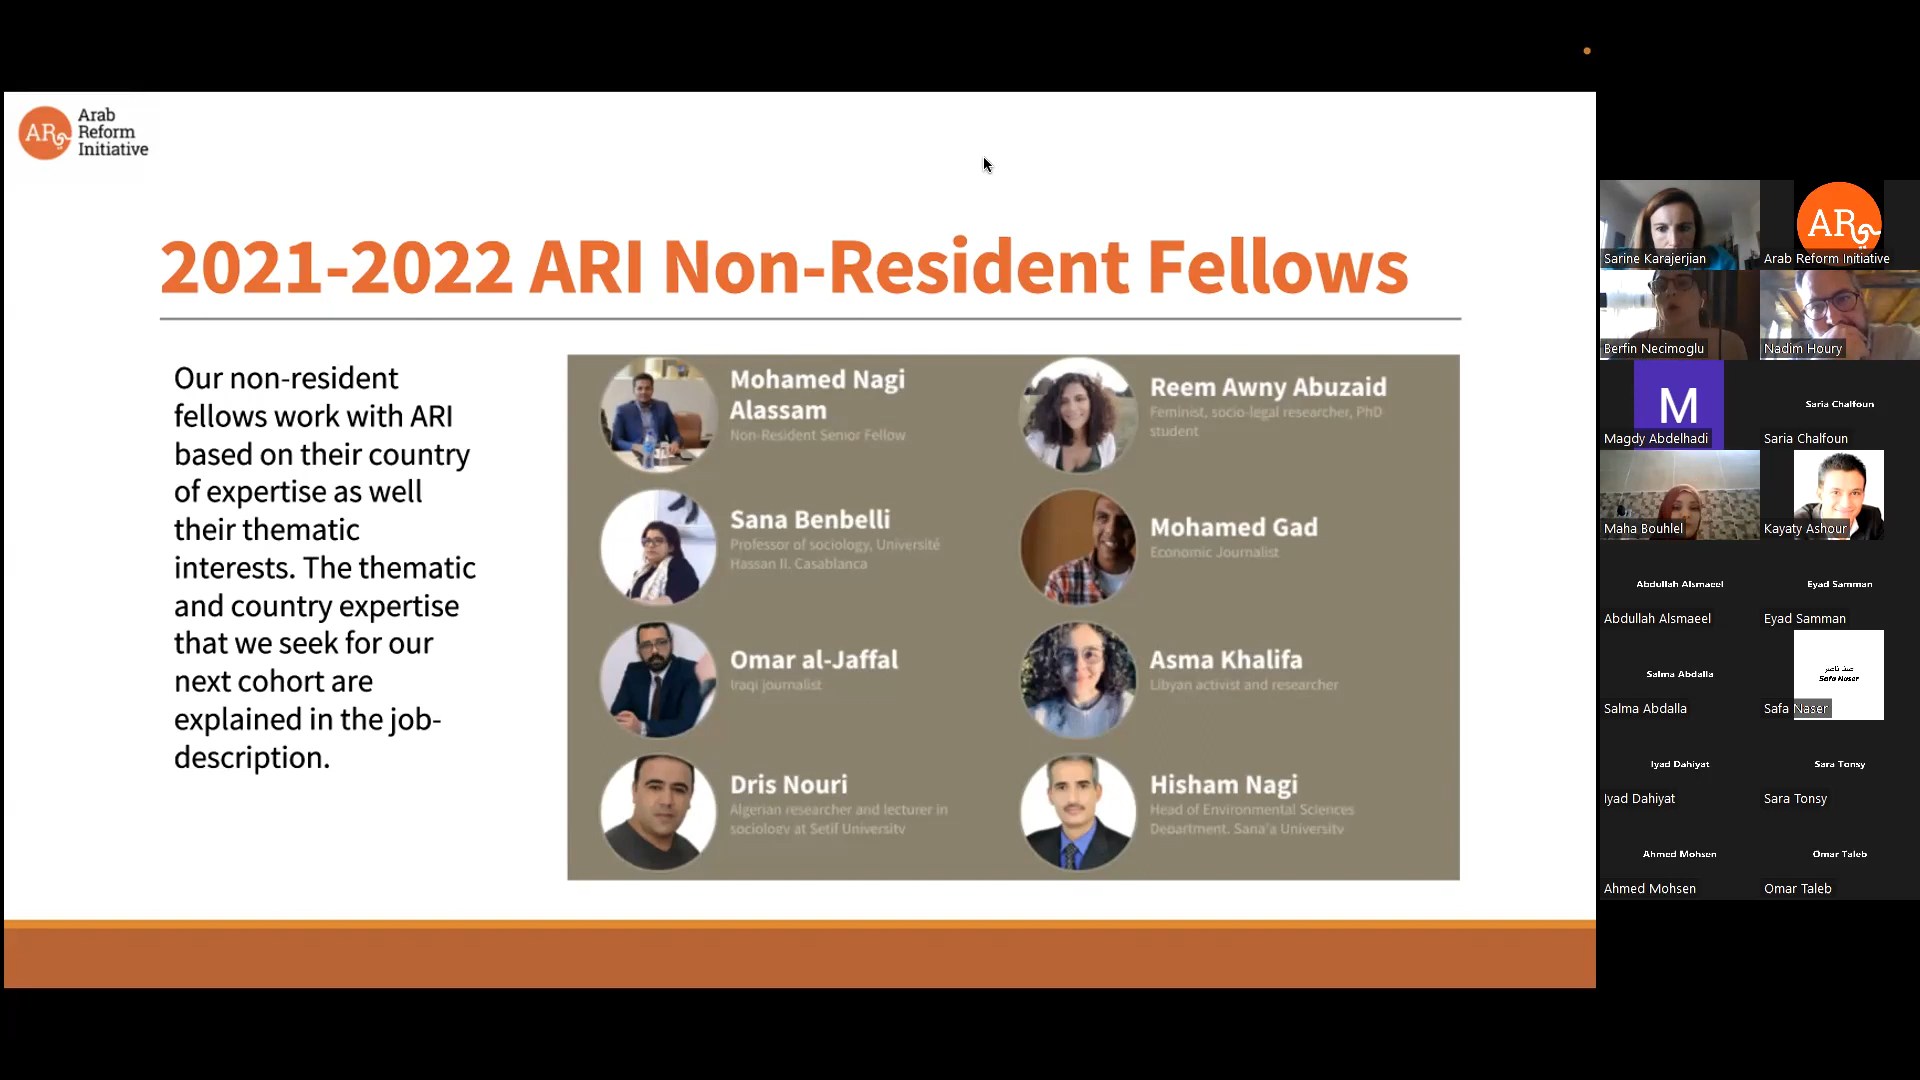 ARو
Arab
Reform
Initiative
2021-2022 ARI Non-Resident Fellows
Our non-resident
fellows work with ARI
based on their country
of expertise as well
their thematic
interests. The thematic
and country expertise
that we seek for our
next cohort are
explained in the job-
description.
Mohamed Nagi
Alassam
Non-Resident Senior Fellow
Reem Awny Abuzaid
Feminist, socio-legal researcher, PhD
student
Sana Benbelli
Professor of sociology, Université
Hassan II, Casablanca
Mohamed Gad
Economic Journalist
Omar al-Jaffal
Iraqi journalist
Asma Khalifa
Libyan activist and researcher
Dris Nouri
Algerian researcher and lecturer in
sociology at Setif University
Hisham Nagi
Head of Environmental Sciences
Department, Sana'a University
Sarine Karajerjian
ARي
Arab Reform Initiative
Berfin Necimoglu
Nadim Houry
M
Magdy Abdelhadi
Saria Chalfoun
Saria Chalfoun
Maha Bouhlel
Kayaty Ashour
Abdullah Alsmaeel
Abdullah Alsmaeel
Eyad Samman
Eyad Samman
Salma Abdalla
Salma Abdalla
صفاء ناصر
Safa Naser
Safa Naser
Iyad Dahiyat
Iyad Dahiyat
Sara Tonsy
Sara Tonsy
Ahmed Mohsen
Ahmed Mohsen
Omar Taleb
Omar Taleb